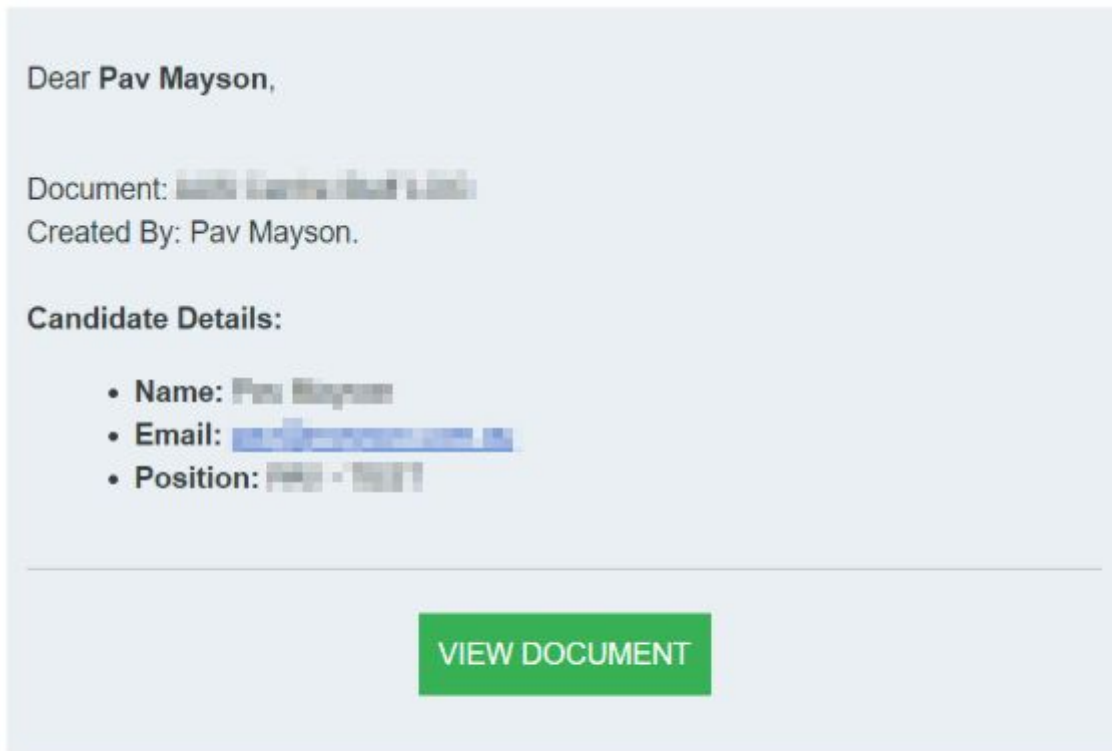 Dear Pav Mayson,
Document:
Created By: Pav Mayson.
Candidate Details:
• Name:
• Email:
• Position:
VIEW DOCUMENT